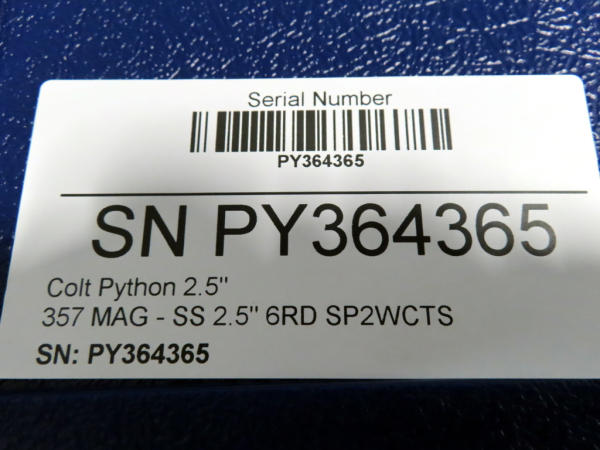 Serial Number
PY364365
SN PY364365
Colt Python 2.5"
357 MAG - SS 2.5" 6RD SP2WCTS
SN: PY364365